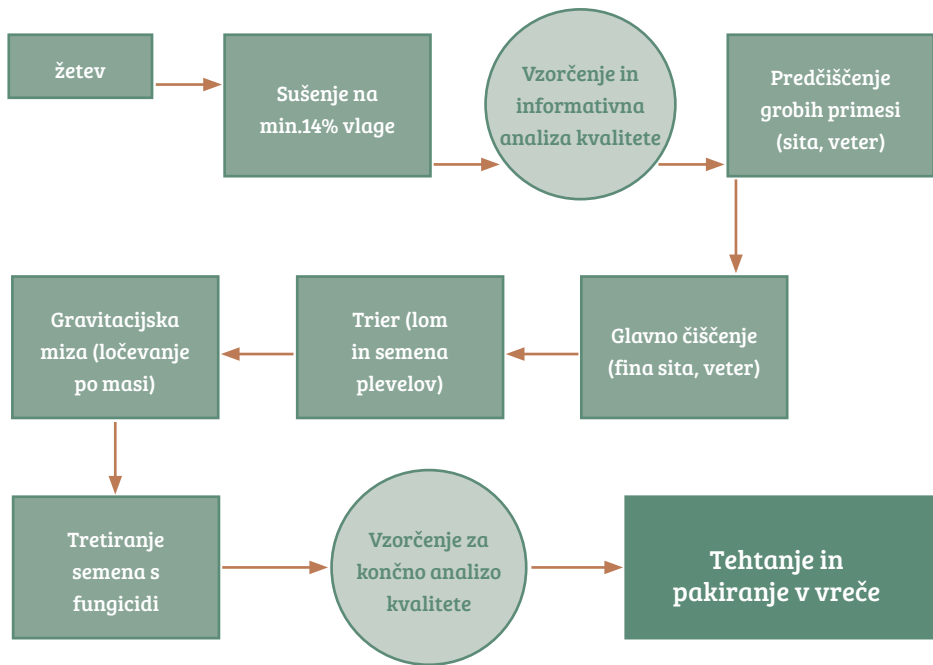 žetev
Sušenje na
min.14% vlage
Vzorčenje in
informativna
analiza kvalitete
Predčiščenje
grobih primesi
(sita, veter)
Glavno čiščenje
(fina sita, veter)
Trier (lom
in semena
plevelov)
Gravitacijska
miza (ločevanje
po masi)
Tretiranje
semena s
fungicidi
Vzorčenje za
končno analizo
kvalitete
Tehtanje in
pakiranje v vreče